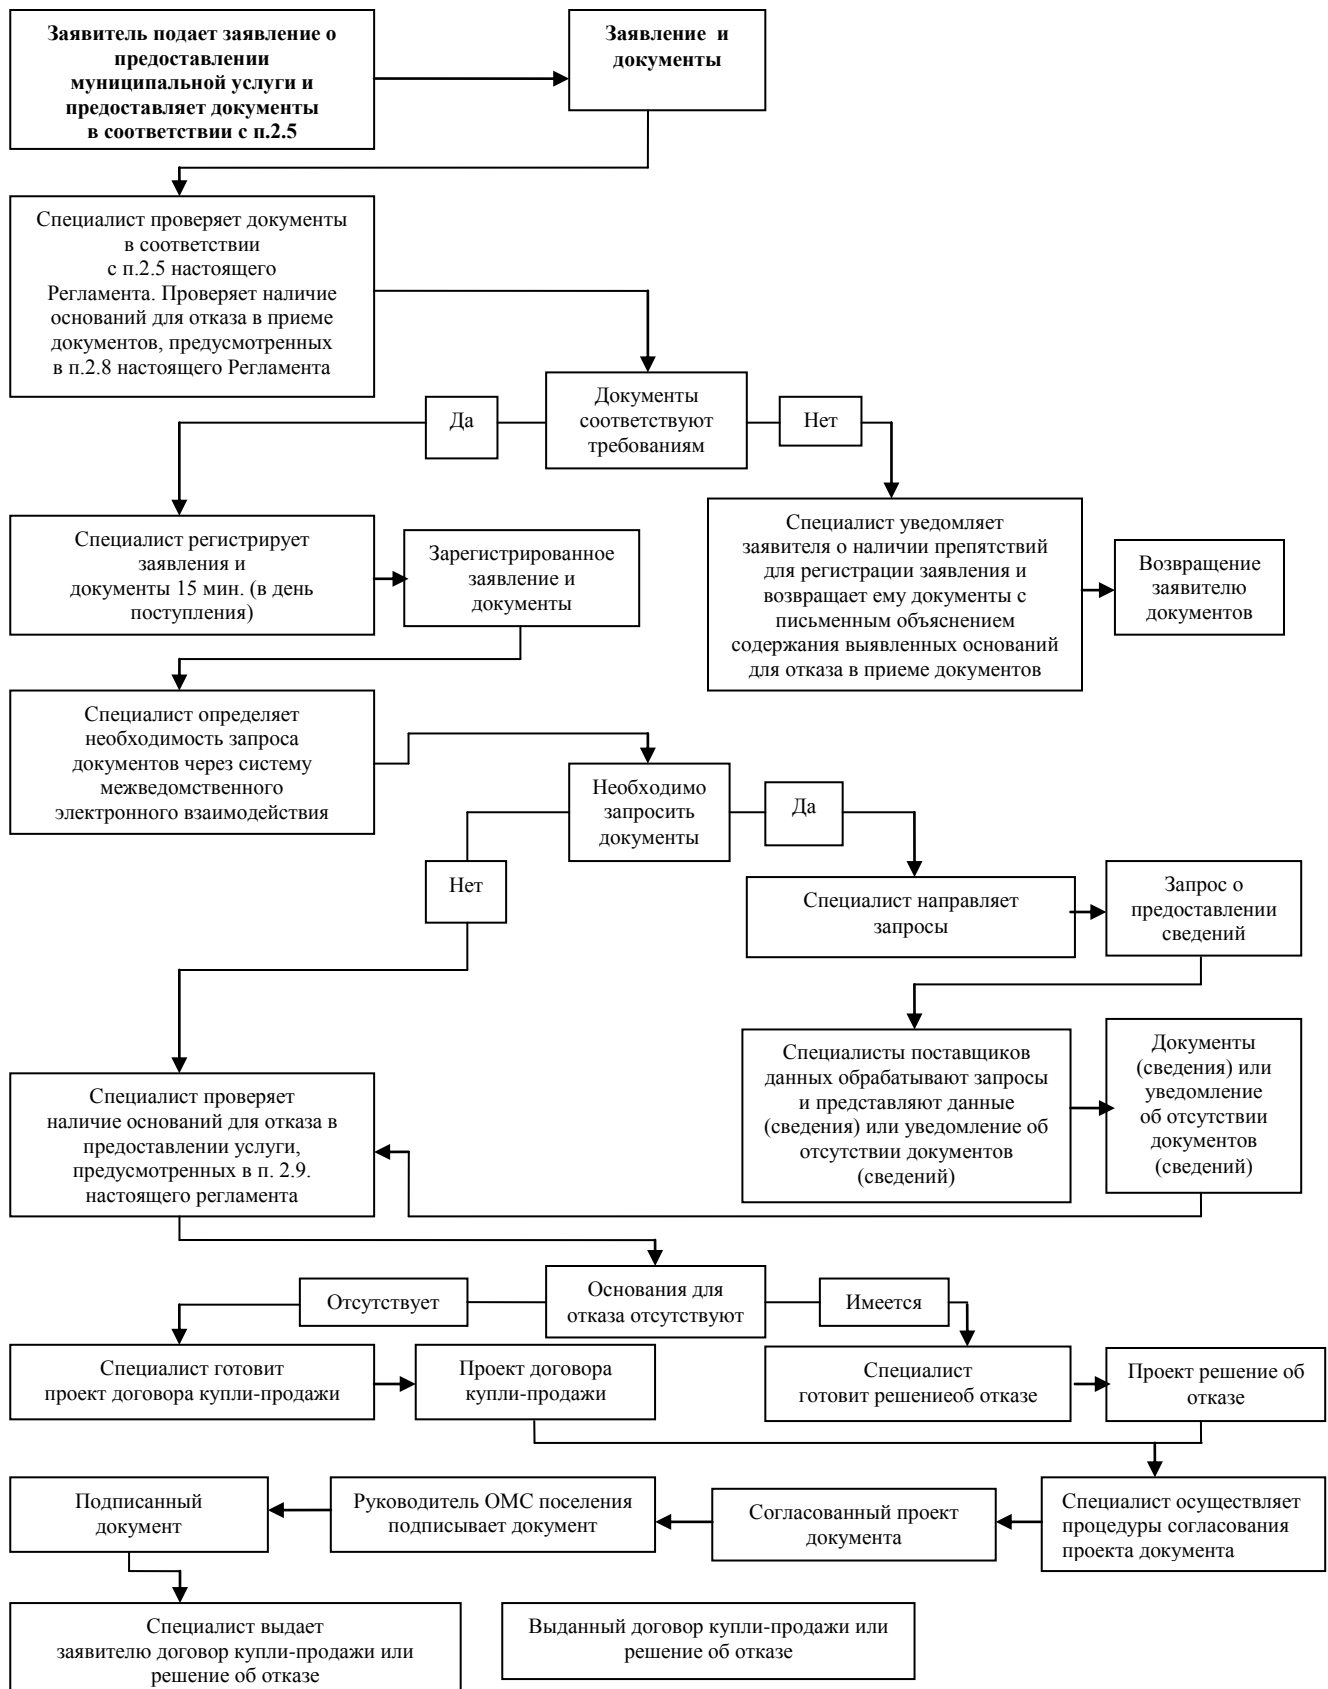 Заявитель подает заявление о
предоставлении
муниципальной услуги и
предоставляет документы
в соответствии с п.2.5
Заявление и
документы
Специалист проверяет документы
в соответствии
с п.2.5 настоящего
Регламента. Проверяет наличие
оснований для отказа в приеме
документов, предусмотренных
в п.2.8 настоящего Регламента
Документы
соответствуют
требованиям
Да
Нет
Специалист регистрирует
заявления и
документы 15 мин. (в день
поступления)
Зарегистрированное
заявление и
документы
Специалист уведомляет
заявителя о наличии препятствий
для регистрации заявления и
возвращает ему документы с
письменным объяснением
содержания выявленных оснований
для отказа в приеме документов
Возвращение
заявителю
документов
Специалист определяет
необходимость запроса
документов через систему
межведомственного
электронного взаимодействия
Необходимо
запросить
документы
Да
Нет
Специалист направляет
запросы
Запрос о
предоставлении
сведений
Специалисты поставщиков
данных обрабатывают запросы
и представляют данные
(сведения) или уведомление об
отсутствии документов
(сведений)
Документы
(сведения) или
уведомление
об отсутствии
документов
(сведений)
Специалист проверяет
наличие оснований для отказа в
предоставлении услуги,
предусмотренных в п. 2.9.
настоящего регламента
Основания для
отказа отсутствуют
Отсутствует
Имеется
Специалист готовит
проект договора купли-продажи
Проект договора
купли-продажи
Специалист
готовит решениеоб отказе
Проект решение об
отказе
Подписанный
документ
Руководитель ОМС поселения
подписывает документ
Согласованный проект
документа
Специалист осуществляет
процедуры согласования
проекта документа
Специалист выдает
заявителю договор купли-продажи или
решение об отказе
Выданный договор купли-продажи или
решение об отказе